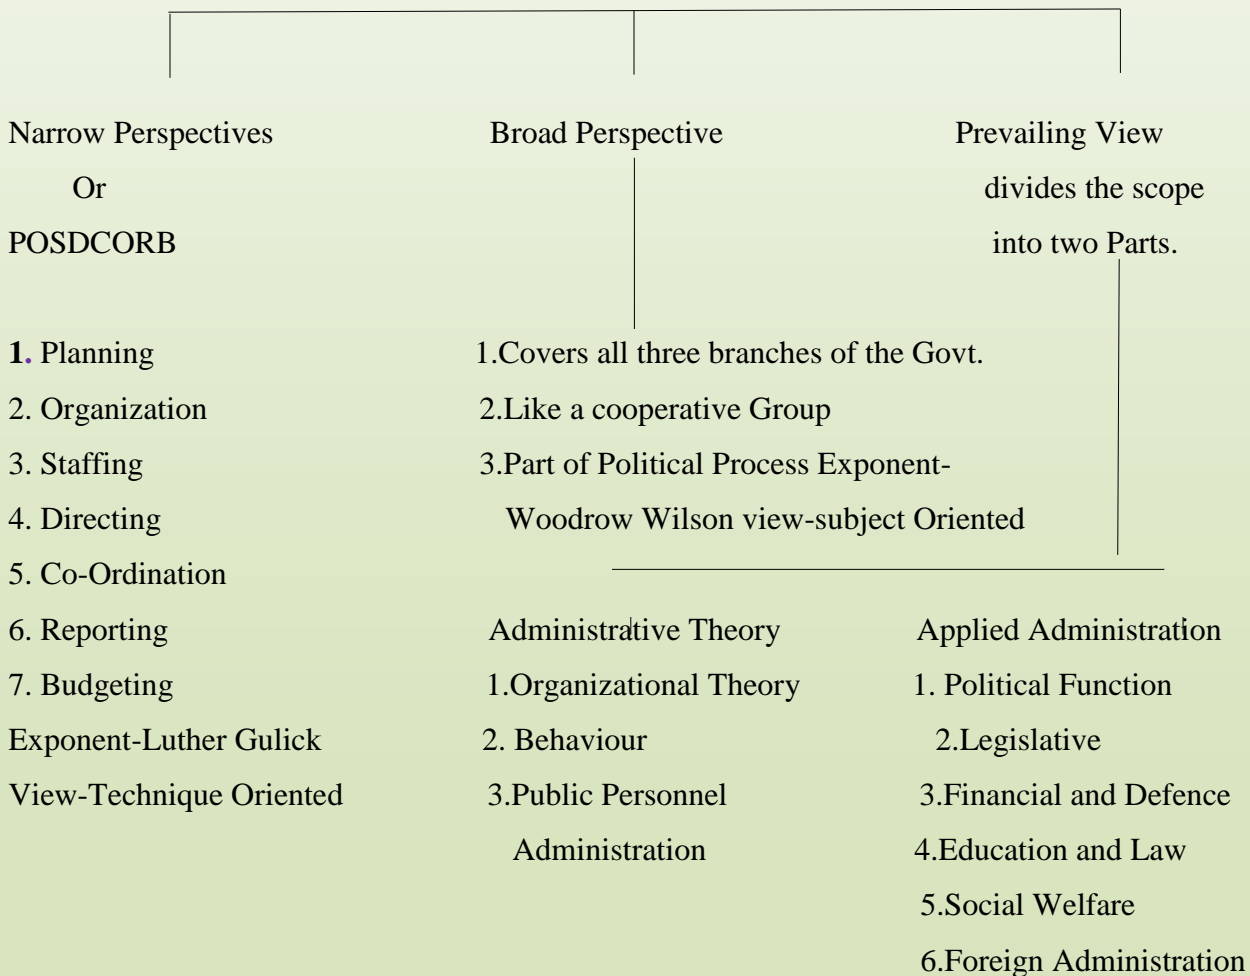 Narrow Perspectives
Or
POSDCORB
1. Planning
2. Organization
3. Staffing
4. Directing
5. Co-Ordination
6. Reporting
7. Budgeting
Exponent-Luther Gulick
View-Technique Oriented
Broad Perspective
1.Covers all three branches of the Govt.
2.Like a cooperative Group
3.Part of Political Process Exponent-
Woodrow Wilson view-subject Oriented
Prevailing View
divides the scope
into two Parts.
Administrative Theory
1.Organizational Theory
2. Behaviour
3.Public Personnel
Administration
Applied Administration
1. Political Function
2.Legislative
3.Financial and Defence
4.Education and Law
5.Social Welfare
6.Foreign Administration